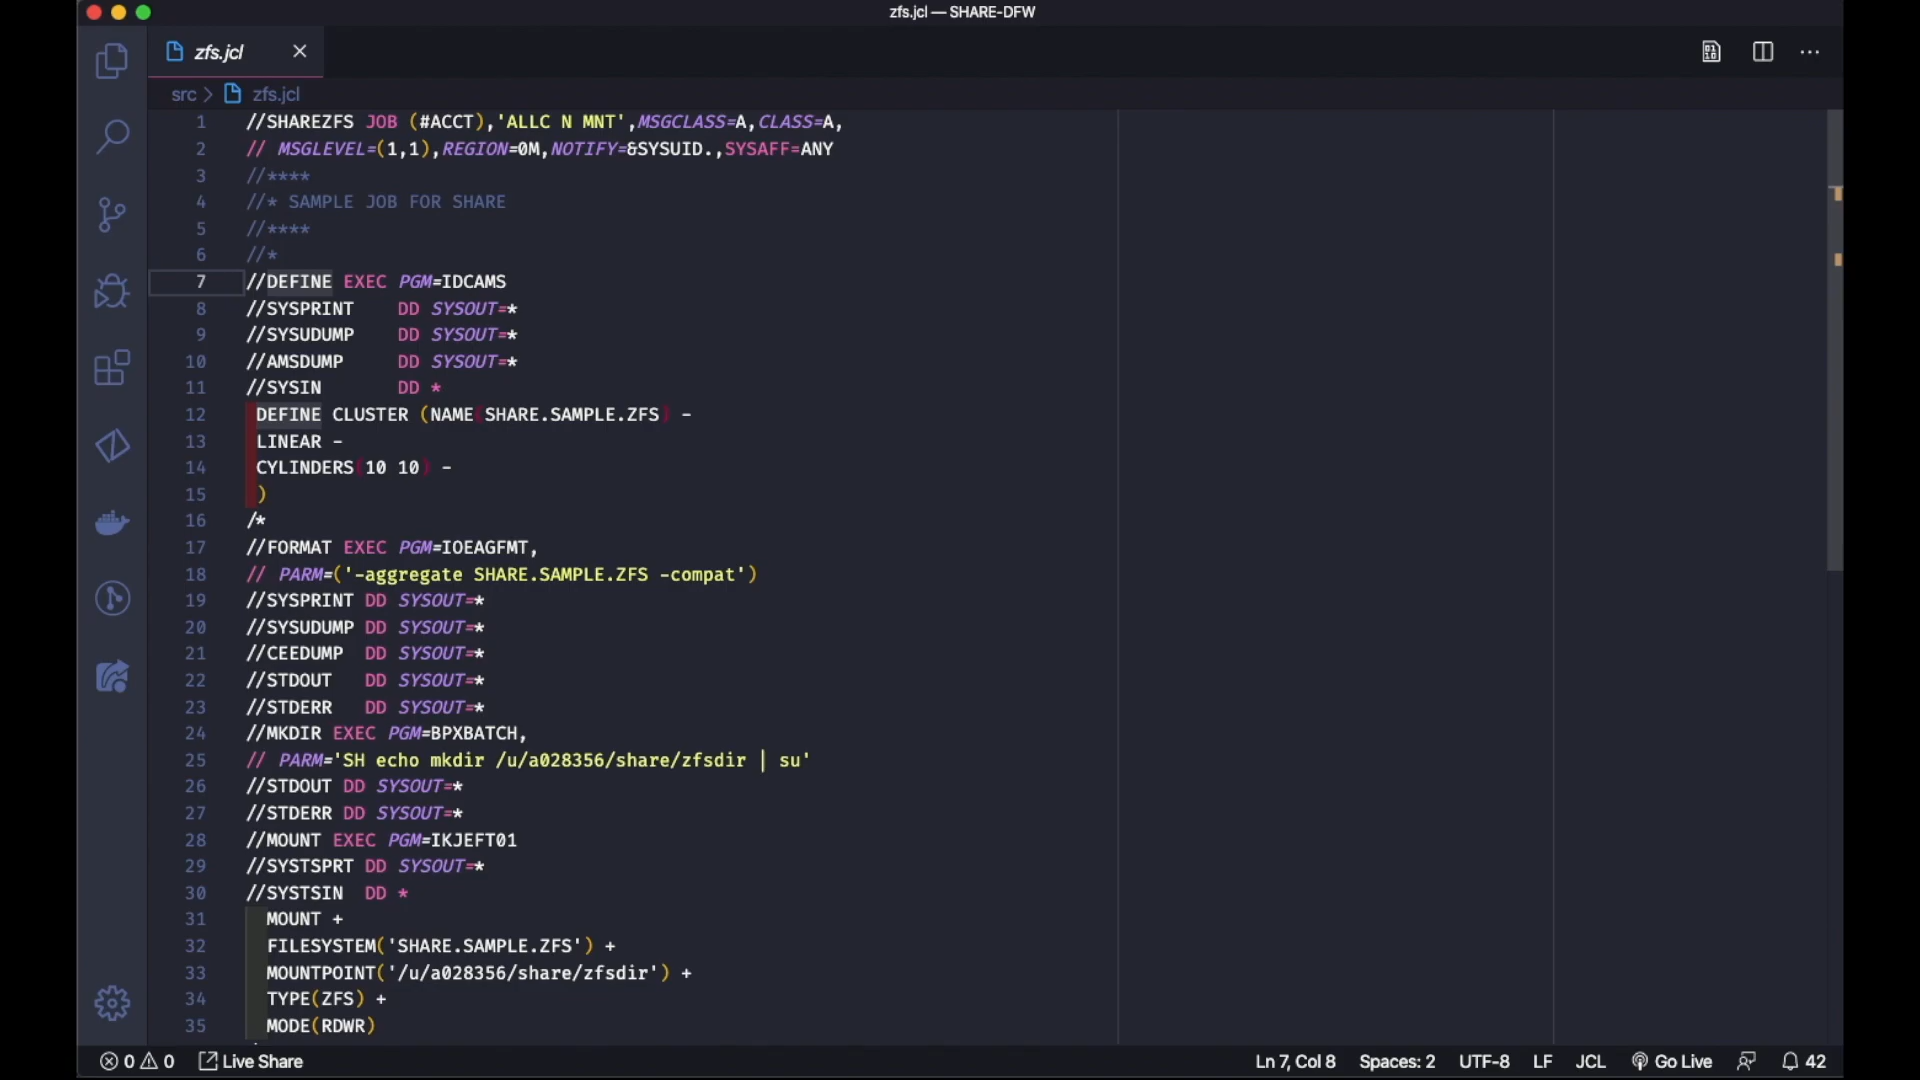 zfs.jcl — SHARE-DFW
zfs.jcl
src > zfs.jcl
1 //SHAREZFS JOB (#ACCT),'ALLC N MNT',MSGCLASS=A,CLASS=A,
2 // MSGLEVEL=(1,1),REGION=0M,NOTIFY=&SYSUID.,SYSAFF=ANY
3 //****
4 //* SAMPLE JOB FOR SHARE
5 //****
6 //*
7 //DEFINE EXEC PGM=IDCAMS
8 //SYSPRINT    DD SYSOUT=*
9 //SYSUDUMP    DD SYSOUT=*
10 //AMSDUMP     DD SYSOUT=*
11 //SYSIN       DD *
12 DEFINE CLUSTER (NAME(SHARE.SAMPLE.ZFS) -
13 LINEAR -
14 CYLINDERS(10 10) -
15 )
16 /*
17 //FORMAT EXEC PGM=IOEAGFMT,
18 // PARM=('-aggregate SHARE.SAMPLE.ZFS -compat')
19 //SYSPRINT DD SYSOUT=*
20 //SYSUDUMP DD SYSOUT=*
21 //CEEDUMP  DD SYSOUT=*
22 //STDOUT   DD SYSOUT=*
23 //STDERR   DD SYSOUT=*
24 //MKDIR EXEC PGM=BPXBATCH,
25 // PARM='SH echo mkdir /u/a028356/share/zfsdir | su'
26 //STDOUT DD SYSOUT=*
27 //STDERR DD SYSOUT=*
28 //MOUNT EXEC PGM=IKJEFT01
29 //SYSTSPRT DD SYSOUT=*
30 //SYSTSIN  DD *
31 MOUNT +
32 FILESYSTEM('SHARE.SAMPLE.ZFS') +
33 MOUNTPOINT('/u/a028356/share/zfsdir') +
34 TYPE(ZFS) +
35 MODE(RDWR)
0 0 Live Share Ln 7, Col 8 Spaces: 2 UTF-8 LF JCL Go Live 42